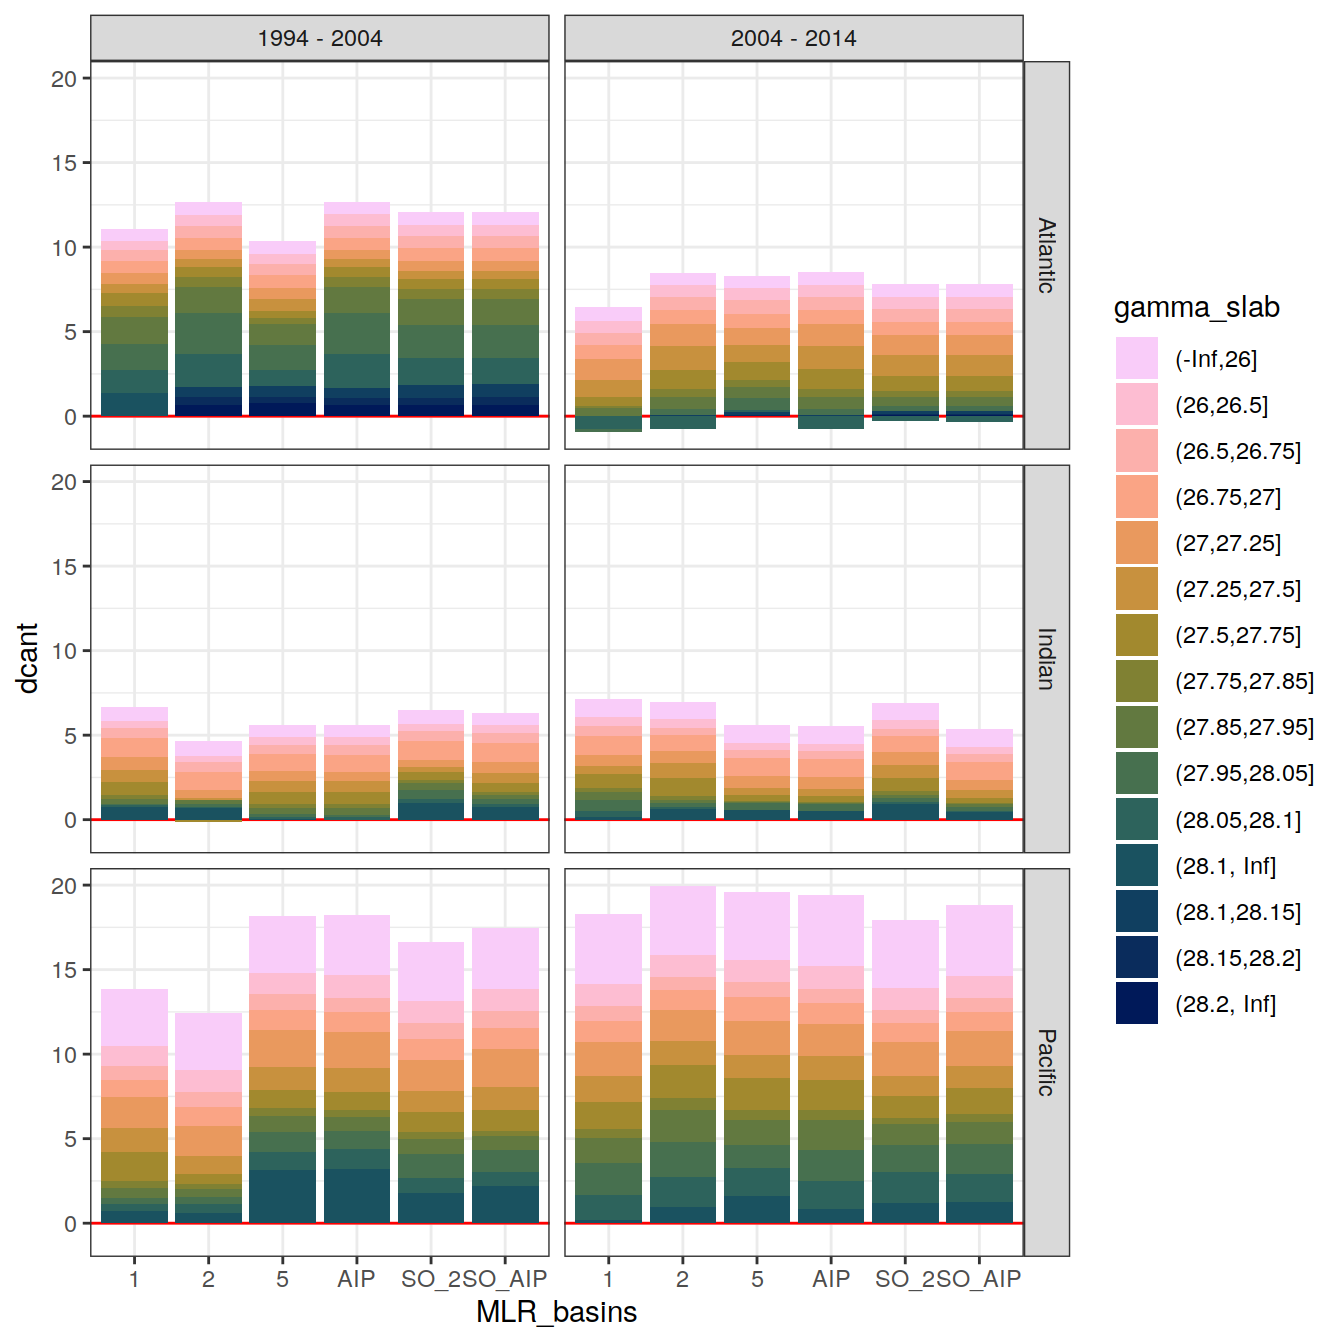 1994 - 2004
2004 - 2014
20
15
10
5
0
Atlantic
20
15
10
5
0
Indian
20
15
10
5
0
Pacific
dcant
1 2 5 AIP SO_2 SO_AIP
1 2 5 AIP SO_2 SO_AIP
MLR_basins
gamma_slab
(-Inf,26]
(26,26.5]
(26.5,26.75]
(26.75,27]
(27,27.25]
(27.25,27.5]
(27.5,27.75]
(27.75,27.85]
(27.85,27.95]
(27.95,28.05]
(28.05,28.1]
(28.1, Inf]
(28.1,28.15]
(28.15,28.2]
(28.2, Inf]